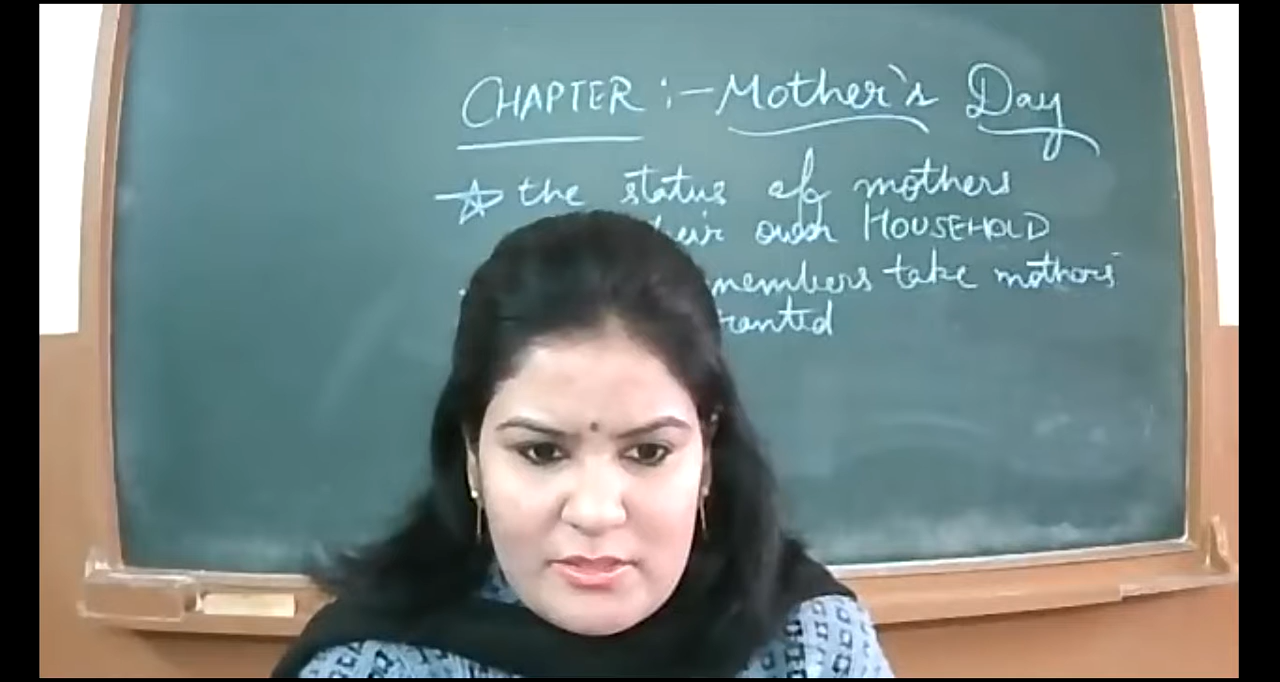 CHAPTER :- Mother's Day
the status of mothers
own HOUSEHOLD
members take mothers'